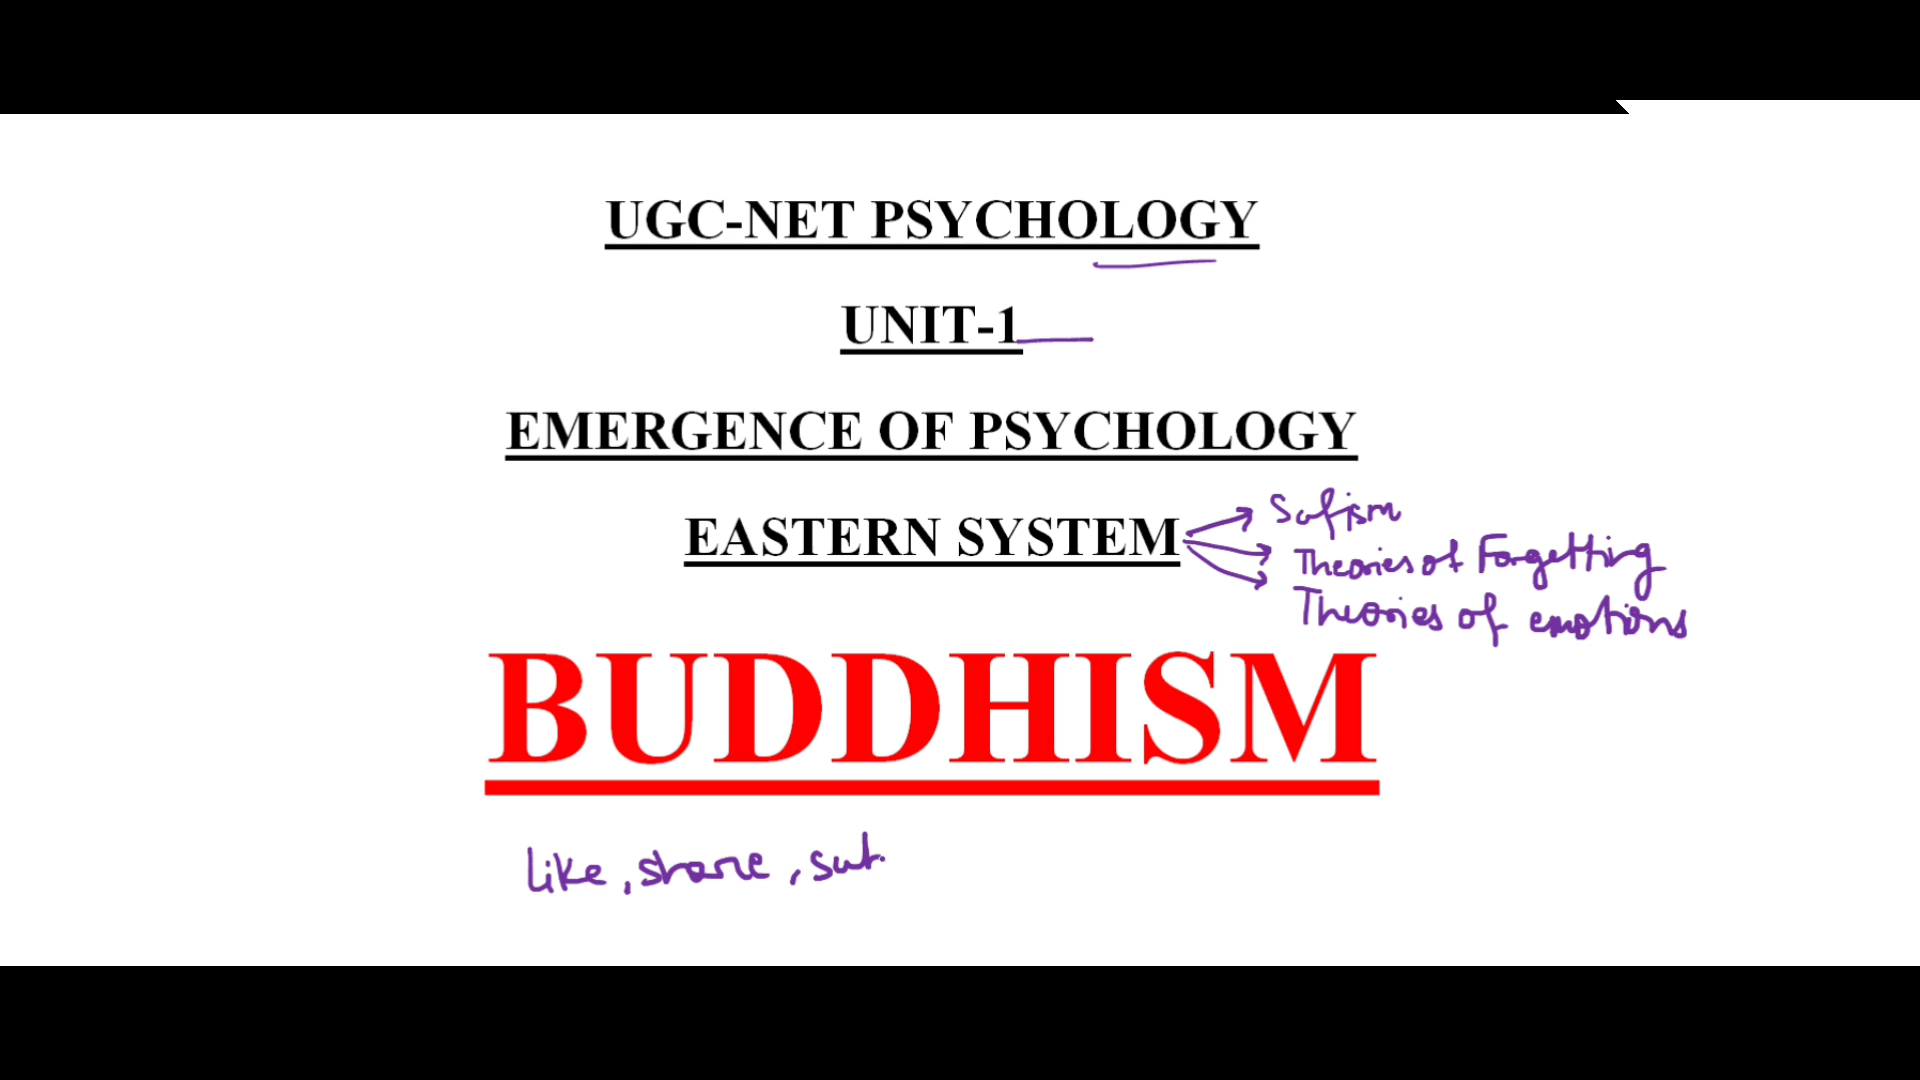 UGC-NET PSYCHOLOGY
UNIT-1
EMERGENCE OF PSYCHOLOGY
EASTERN SYSTEM
Sufism
Theories of Forgetting
Theories of emotions
BUDDHISM
like, share, sub.